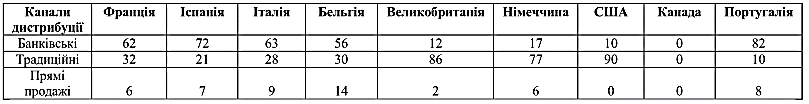 Канали дистрибуції Франція Іспанія Італія Бельгія Великобританія Німеччина США Канада Португалія
Банківські 62 72 63 56 12 17 10 0 82
Традиційні 32 21 28 30 86 77 90 0 10
Прямі продажі 6 7 9 14 2 6 0 0 8